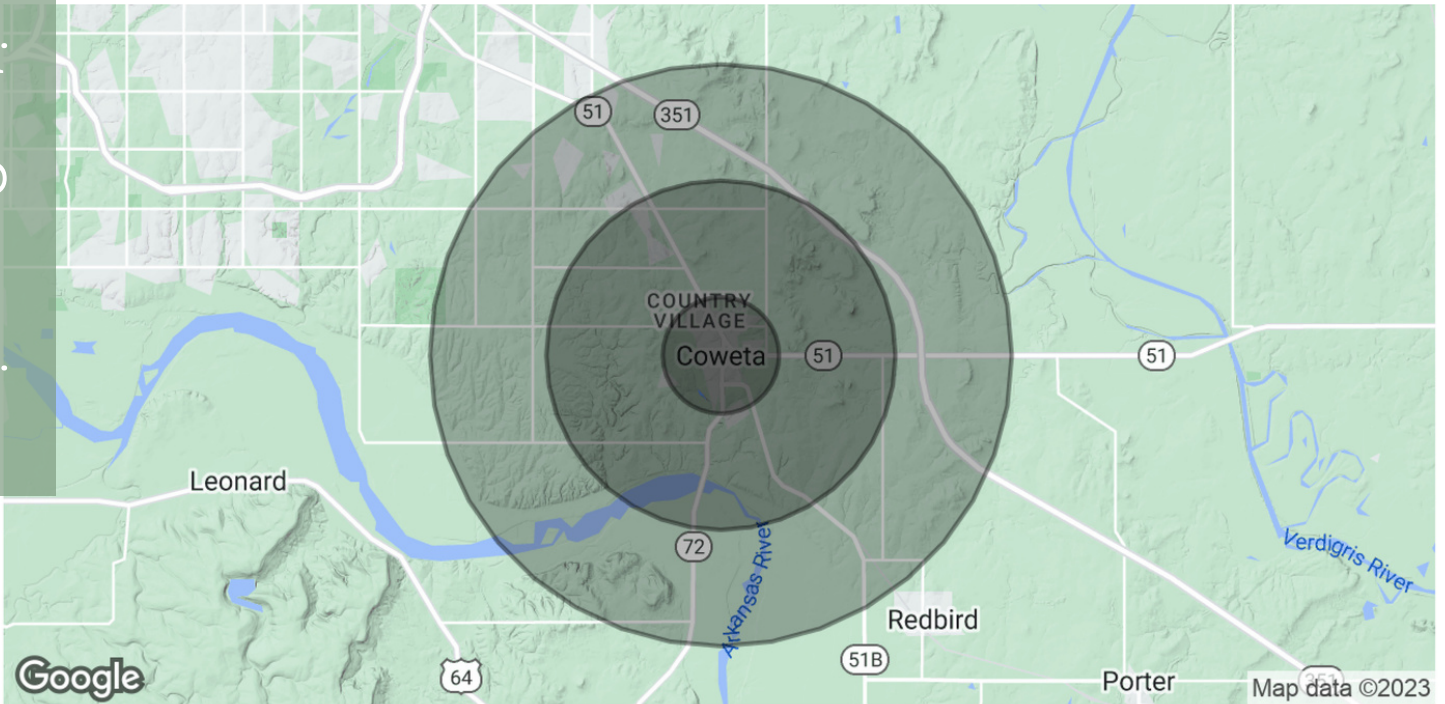 51
351
COUNTRY
VILLAGE
Coweta
51
51
Leonard
72
Arkansas River
Verdigris River
Redbird
51B
64
Porter
351
Google
Map data ©2023